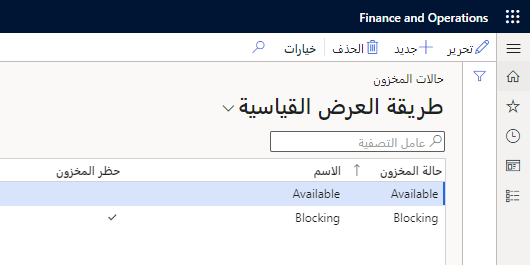 Finance and Operations
تحرير جديد الحذف خيارات
حالات المخزون
طريقة العرض القياسية
عامل التصفية
حالة المخزون الاسم حظر المخزون
Available Available
Blocking Blocking